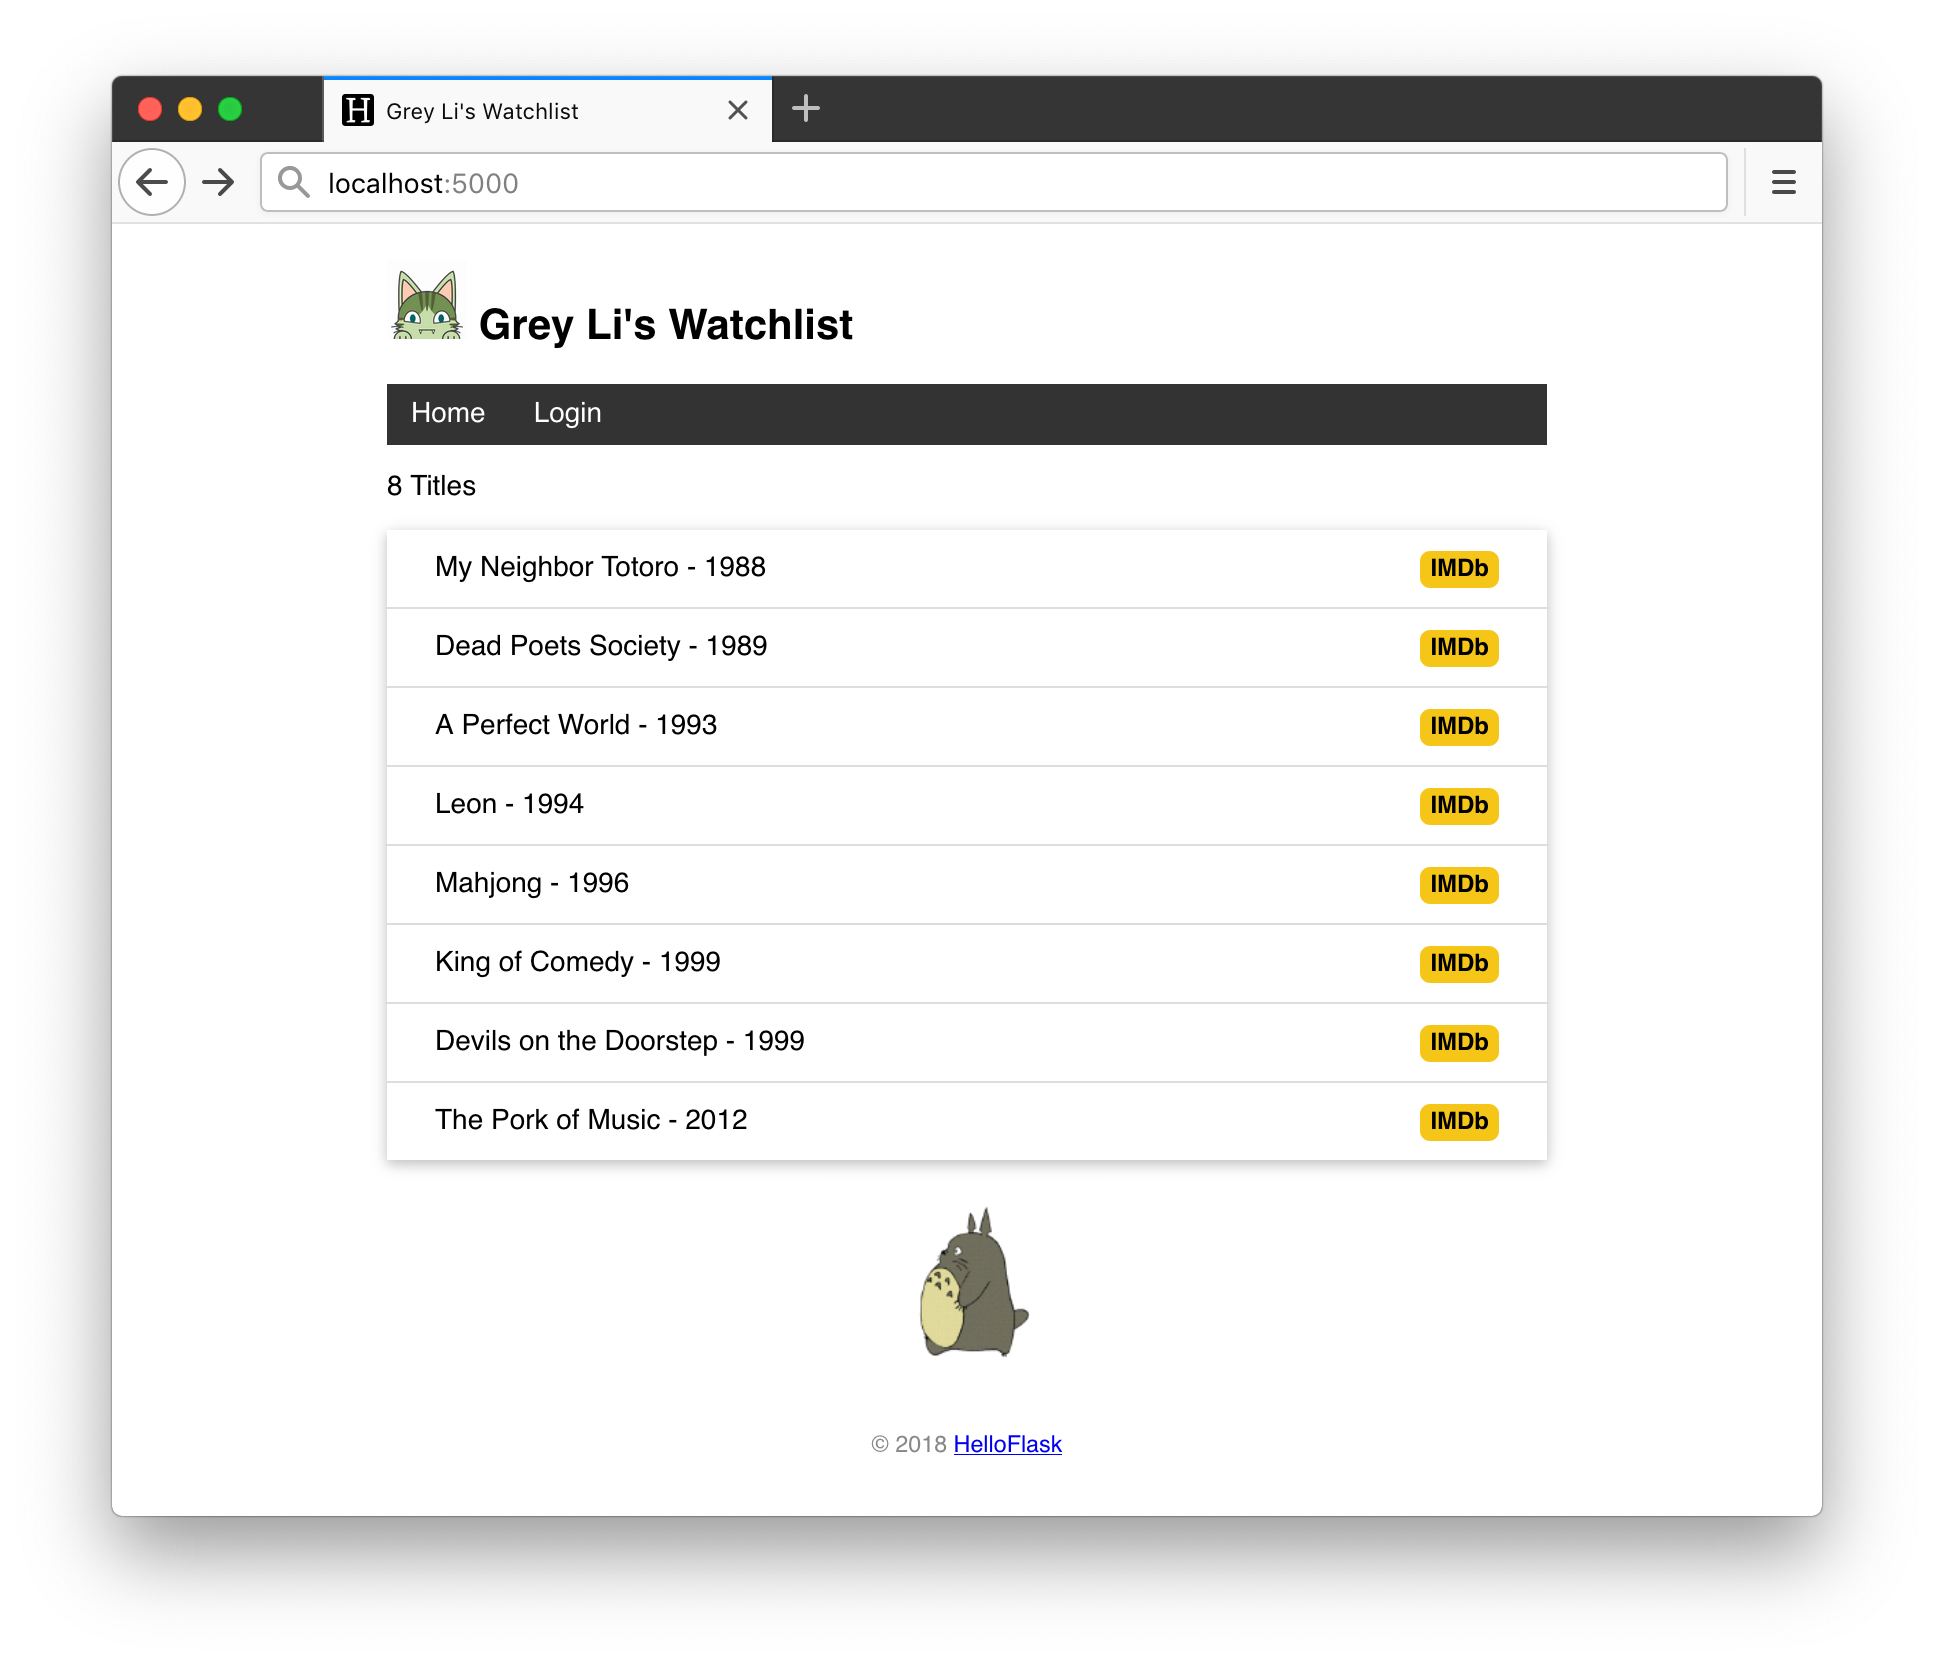 H Grey Li's Watchlist
localhost:5000
Grey Li's Watchlist
Home Login
8 Titles
My Neighbor Totoro - 1988 IMDb
Dead Poets Society - 1989 IMDb
A Perfect World - 1993 IMDb
Leon - 1994 IMDb
Mahjong - 1996 IMDb
King of Comedy - 1999 IMDb
Devils on the Doorstep - 1999 IMDb
The Pork of Music - 2012 IMDb
© 2018 HelloFlask